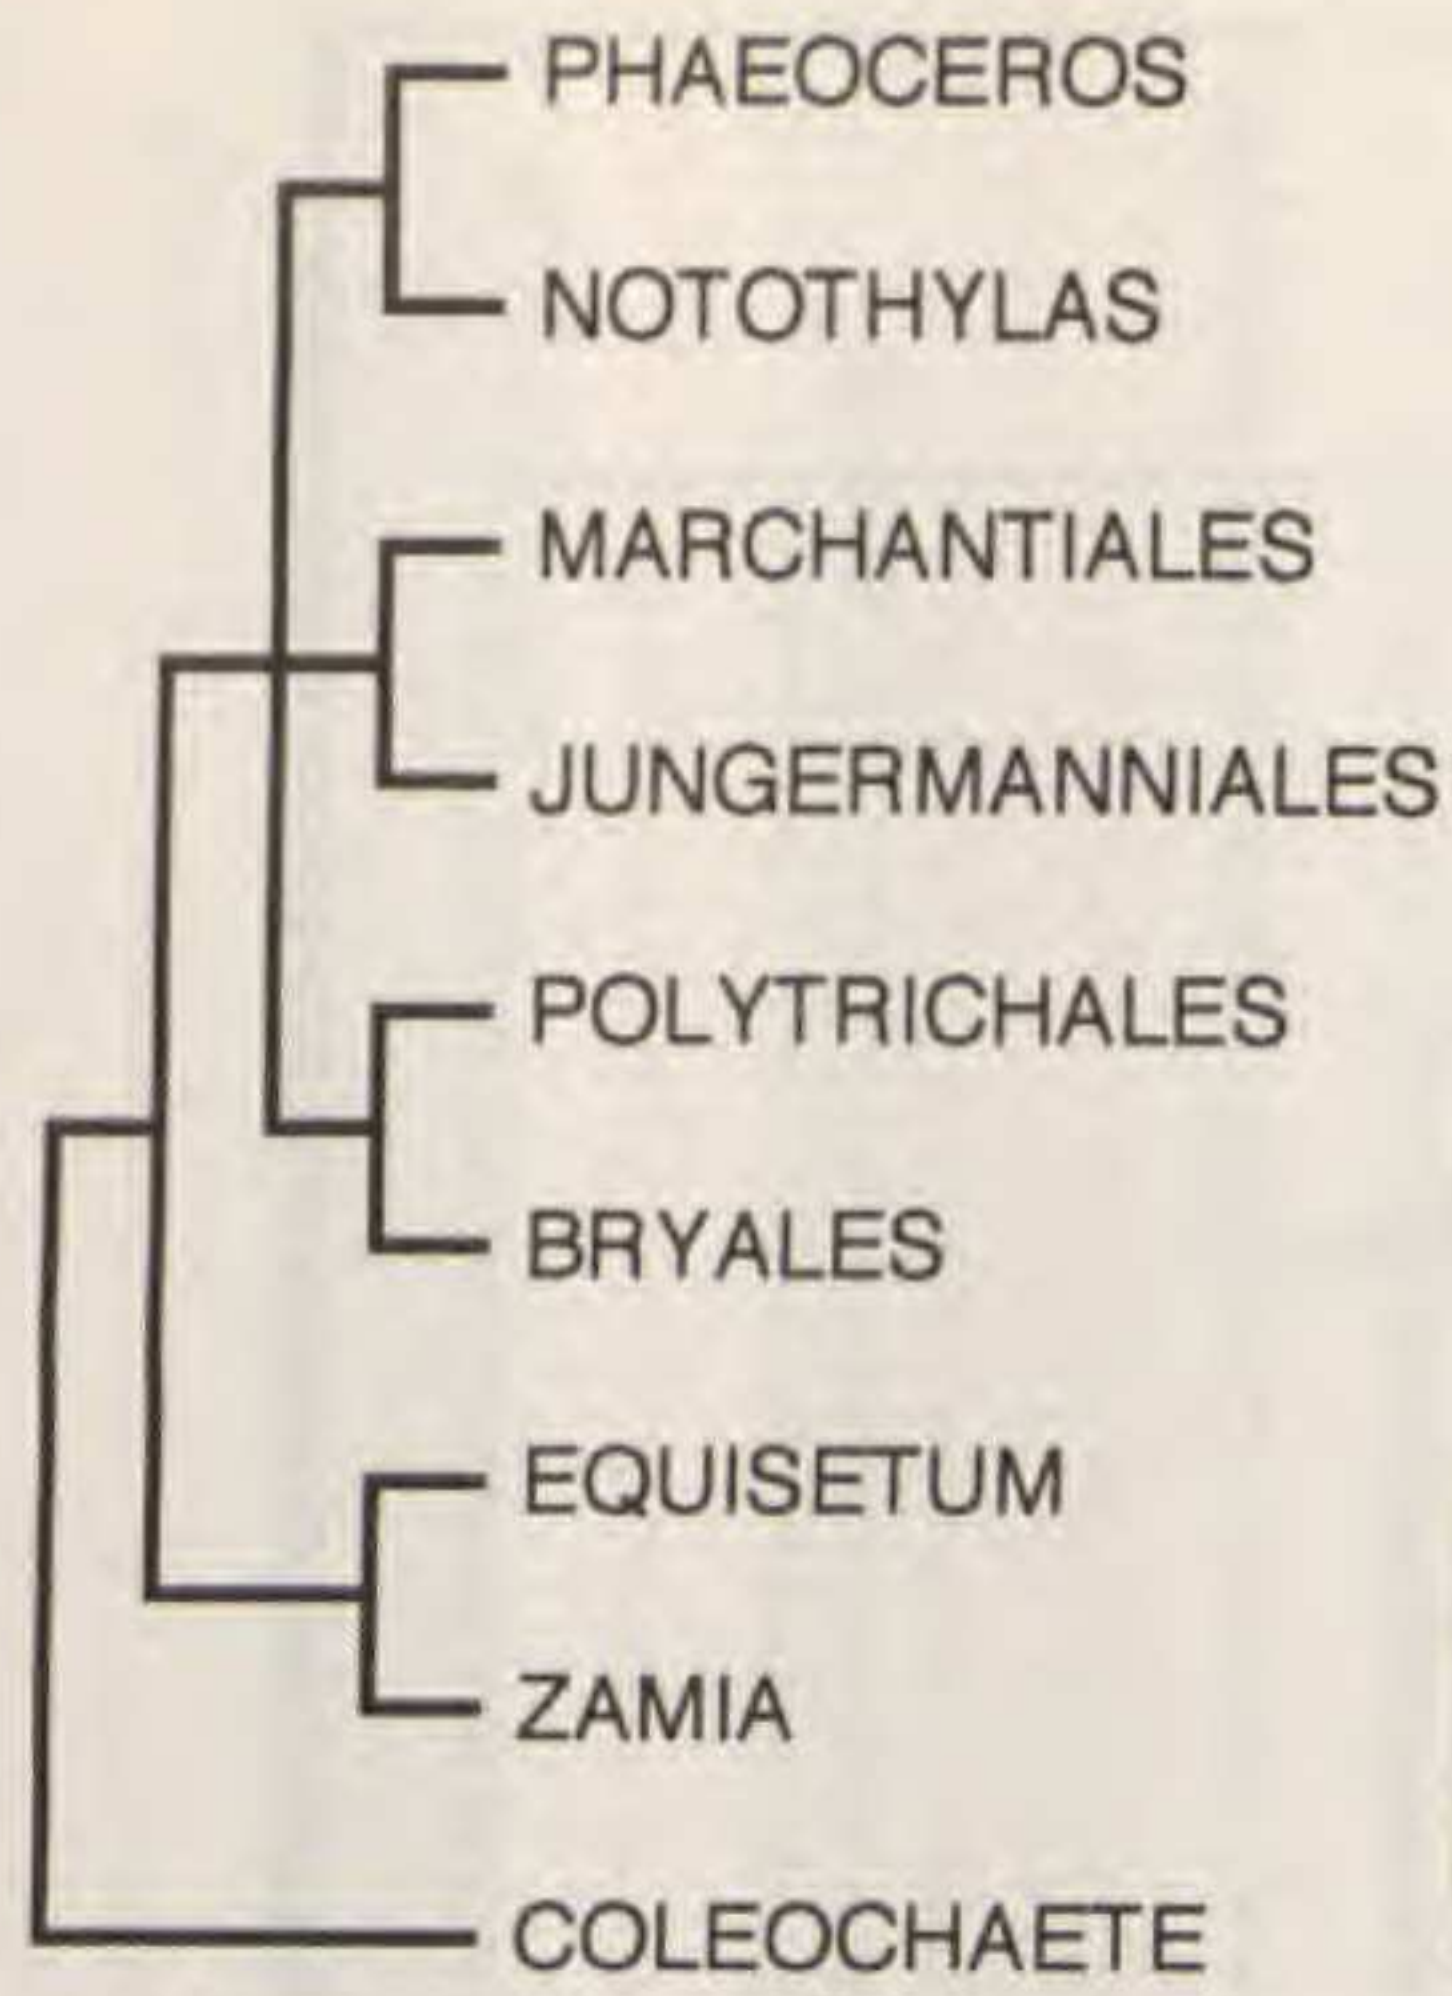 PHAEOCEROS
NOTOTHYLAS
MARCHANTIALES
JUNGERMANNIALES
POLYTRICHALES
BRYALES
EQUISETUM
ZAMIA
COLEOCHAETE